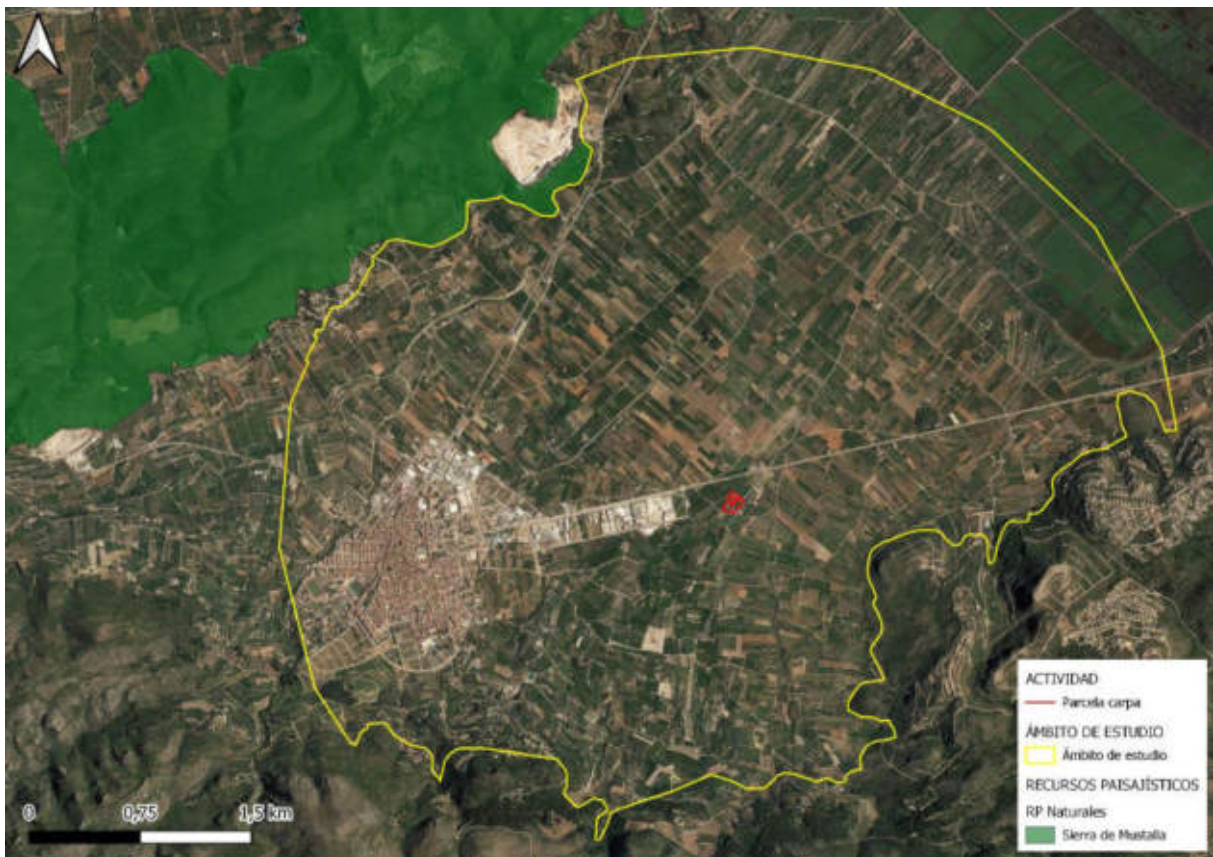 ACTIVIDAD
Parcela carpa
ÁMBITO DE ESTUDIO
Ámbito de estudio
RECURSOS PAISAJÍSTICOS
RP Naturales
Sierra de Mustalla
0 0,75 1,5 km